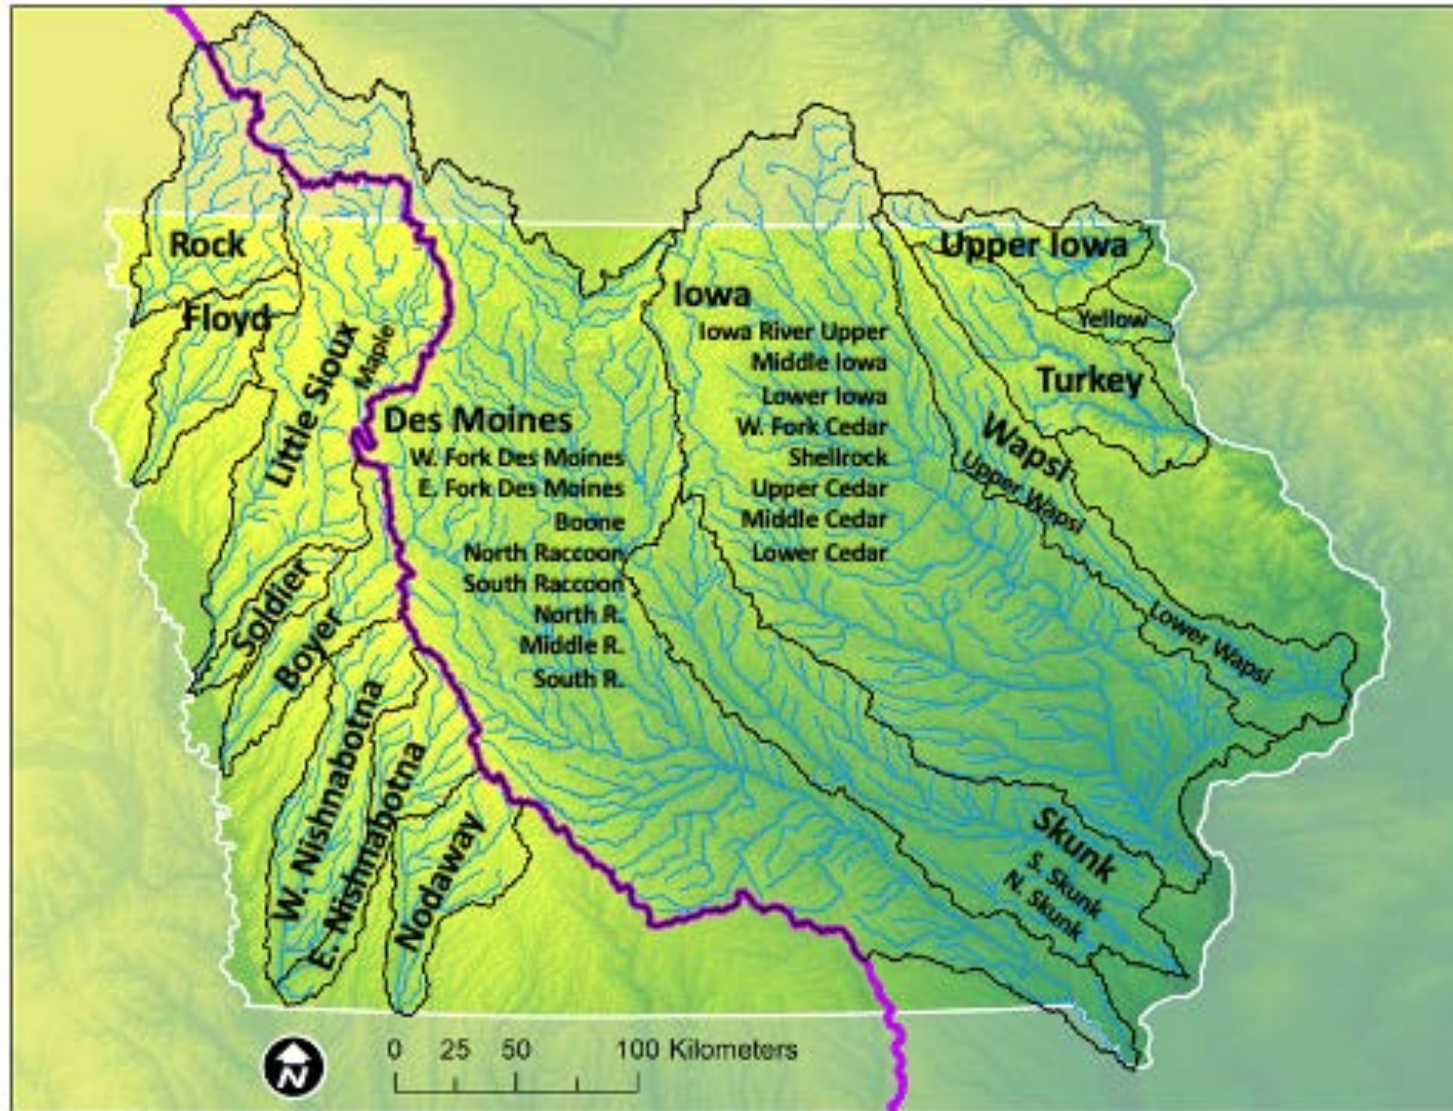 Rock
Upper Iowa
Floyd
Iowa
Yellow
Iowa River Upper
Middle Iowa
Lower Iowa
W. Fork Cedar
Shellrock
Upper Cedar
Middle Cedar
Lower Cedar
Little Sioux
Maple
Turkey
Des Moines
W. Fork Des Moines
E. Fork Des Moines
Boone
North Raccoon
South Raccoon
North R.
Middle R.
South R.
Wapsi
Upper Wapsi
Lower Wapsi
Soldier
Boyer
W. Nishnabotna
E. Nishnabotna
Nodaway
Skunk
S. Skunk
N. Skunk
N
0 25 50 100 Kilometers